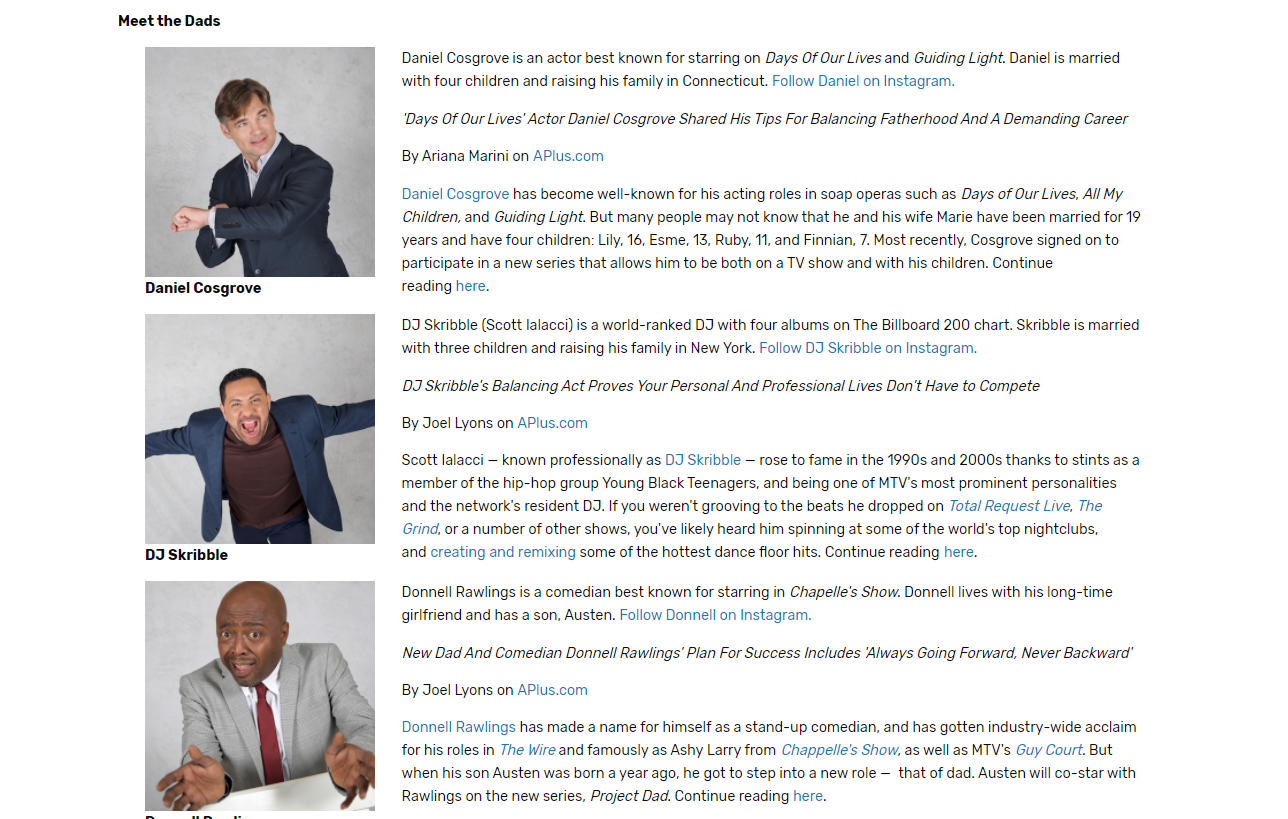 Meet the Dads
Daniel Cosgrove is an actor best known for starring on Days Of Our Lives and Guiding Light. Daniel is married
with four children and raising his family in Connecticut. Follow Daniel on Instagram.
'Days Of Our Lives' Actor Daniel Cosgrove Shared His Tips For Balancing Fatherhood And A Demanding Career
By Ariana Marini on APlus.com
Daniel Cosgrove has become well-known for his acting roles in soap operas such as Days of Our Lives, All My
Children, and Guiding Light. But many people may not know that he and his wife Marie have been married for 19
years and have four children: Lily, 16, Esme, 13, Ruby, 11, and Finnian, 7. Most recently, Cosgrove signed on to
participate in a new series that allows him to be both on a TV show and with his children. Continue
reading here.
Daniel Cosgrove
DJ Skribble (Scott Ialacci) is a world-ranked DJ with four albums on The Billboard 200 chart. Skribble is married
with three children and raising his family in New York. Follow DJ Skribble on Instagram.
DJ Skribble's Balancing Act Proves Your Personal And Professional Lives Don't Have to Compete
By Joel Lyons on APlus.com
Scott Ialacci — known professionally as DJ Skribble — rose to fame in the 1990s and 2000s thanks to stints as a
member of the hip-hop group Young Black Teenagers, and being one of MTV's most prominent personalities
and the network's resident DJ. If you weren't grooving to the beats he dropped on Total Request Live, The
Grind, or a number of other shows, you've likely heard him spinning at some of the world's top nightclubs,
and creating and remixing some of the hottest dance floor hits. Continue reading here.
DJ Skribble
Donnell Rawlings is a comedian best known for starring in Chapelle's Show. Donnell lives with his long-time
girlfriend and has a son, Austen. Follow Donnell on Instagram.
New Dad And Comedian Donnell Rawlings' Plan For Success Includes 'Always Going Forward, Never Backward'
By Joel Lyons on APlus.com
Donnell Rawlings has made a name for himself as a stand-up comedian, and has gotten industry-wide acclaim
for his roles in The Wire and famously as Ashy Larry from Chappelle's Show, as well as MTV's Guy Court. But
when his son Austen was born a year ago, he got to step into a new role — that of dad. Austen will co-star with
Rawlings on the new series, Project Dad. Continue reading here.